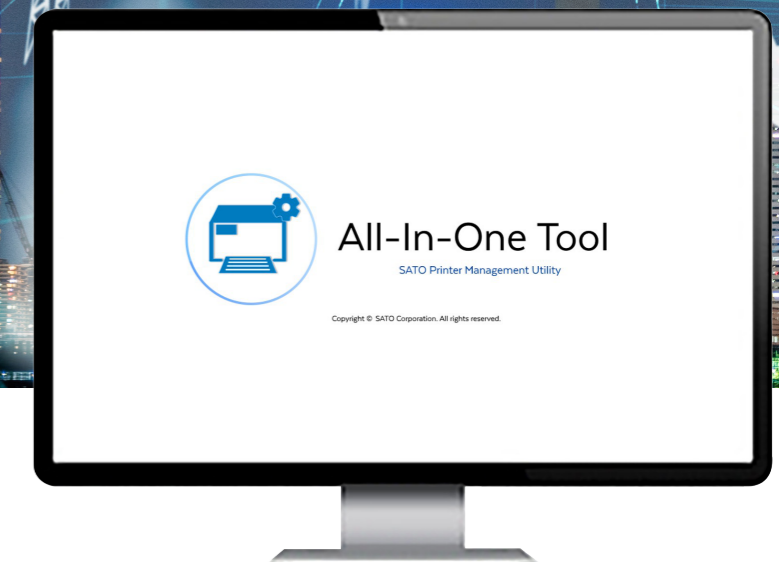 All-In-One Tool
SATO Printer Management Utility
Copyright © SATO Corporation. All rights reserved.